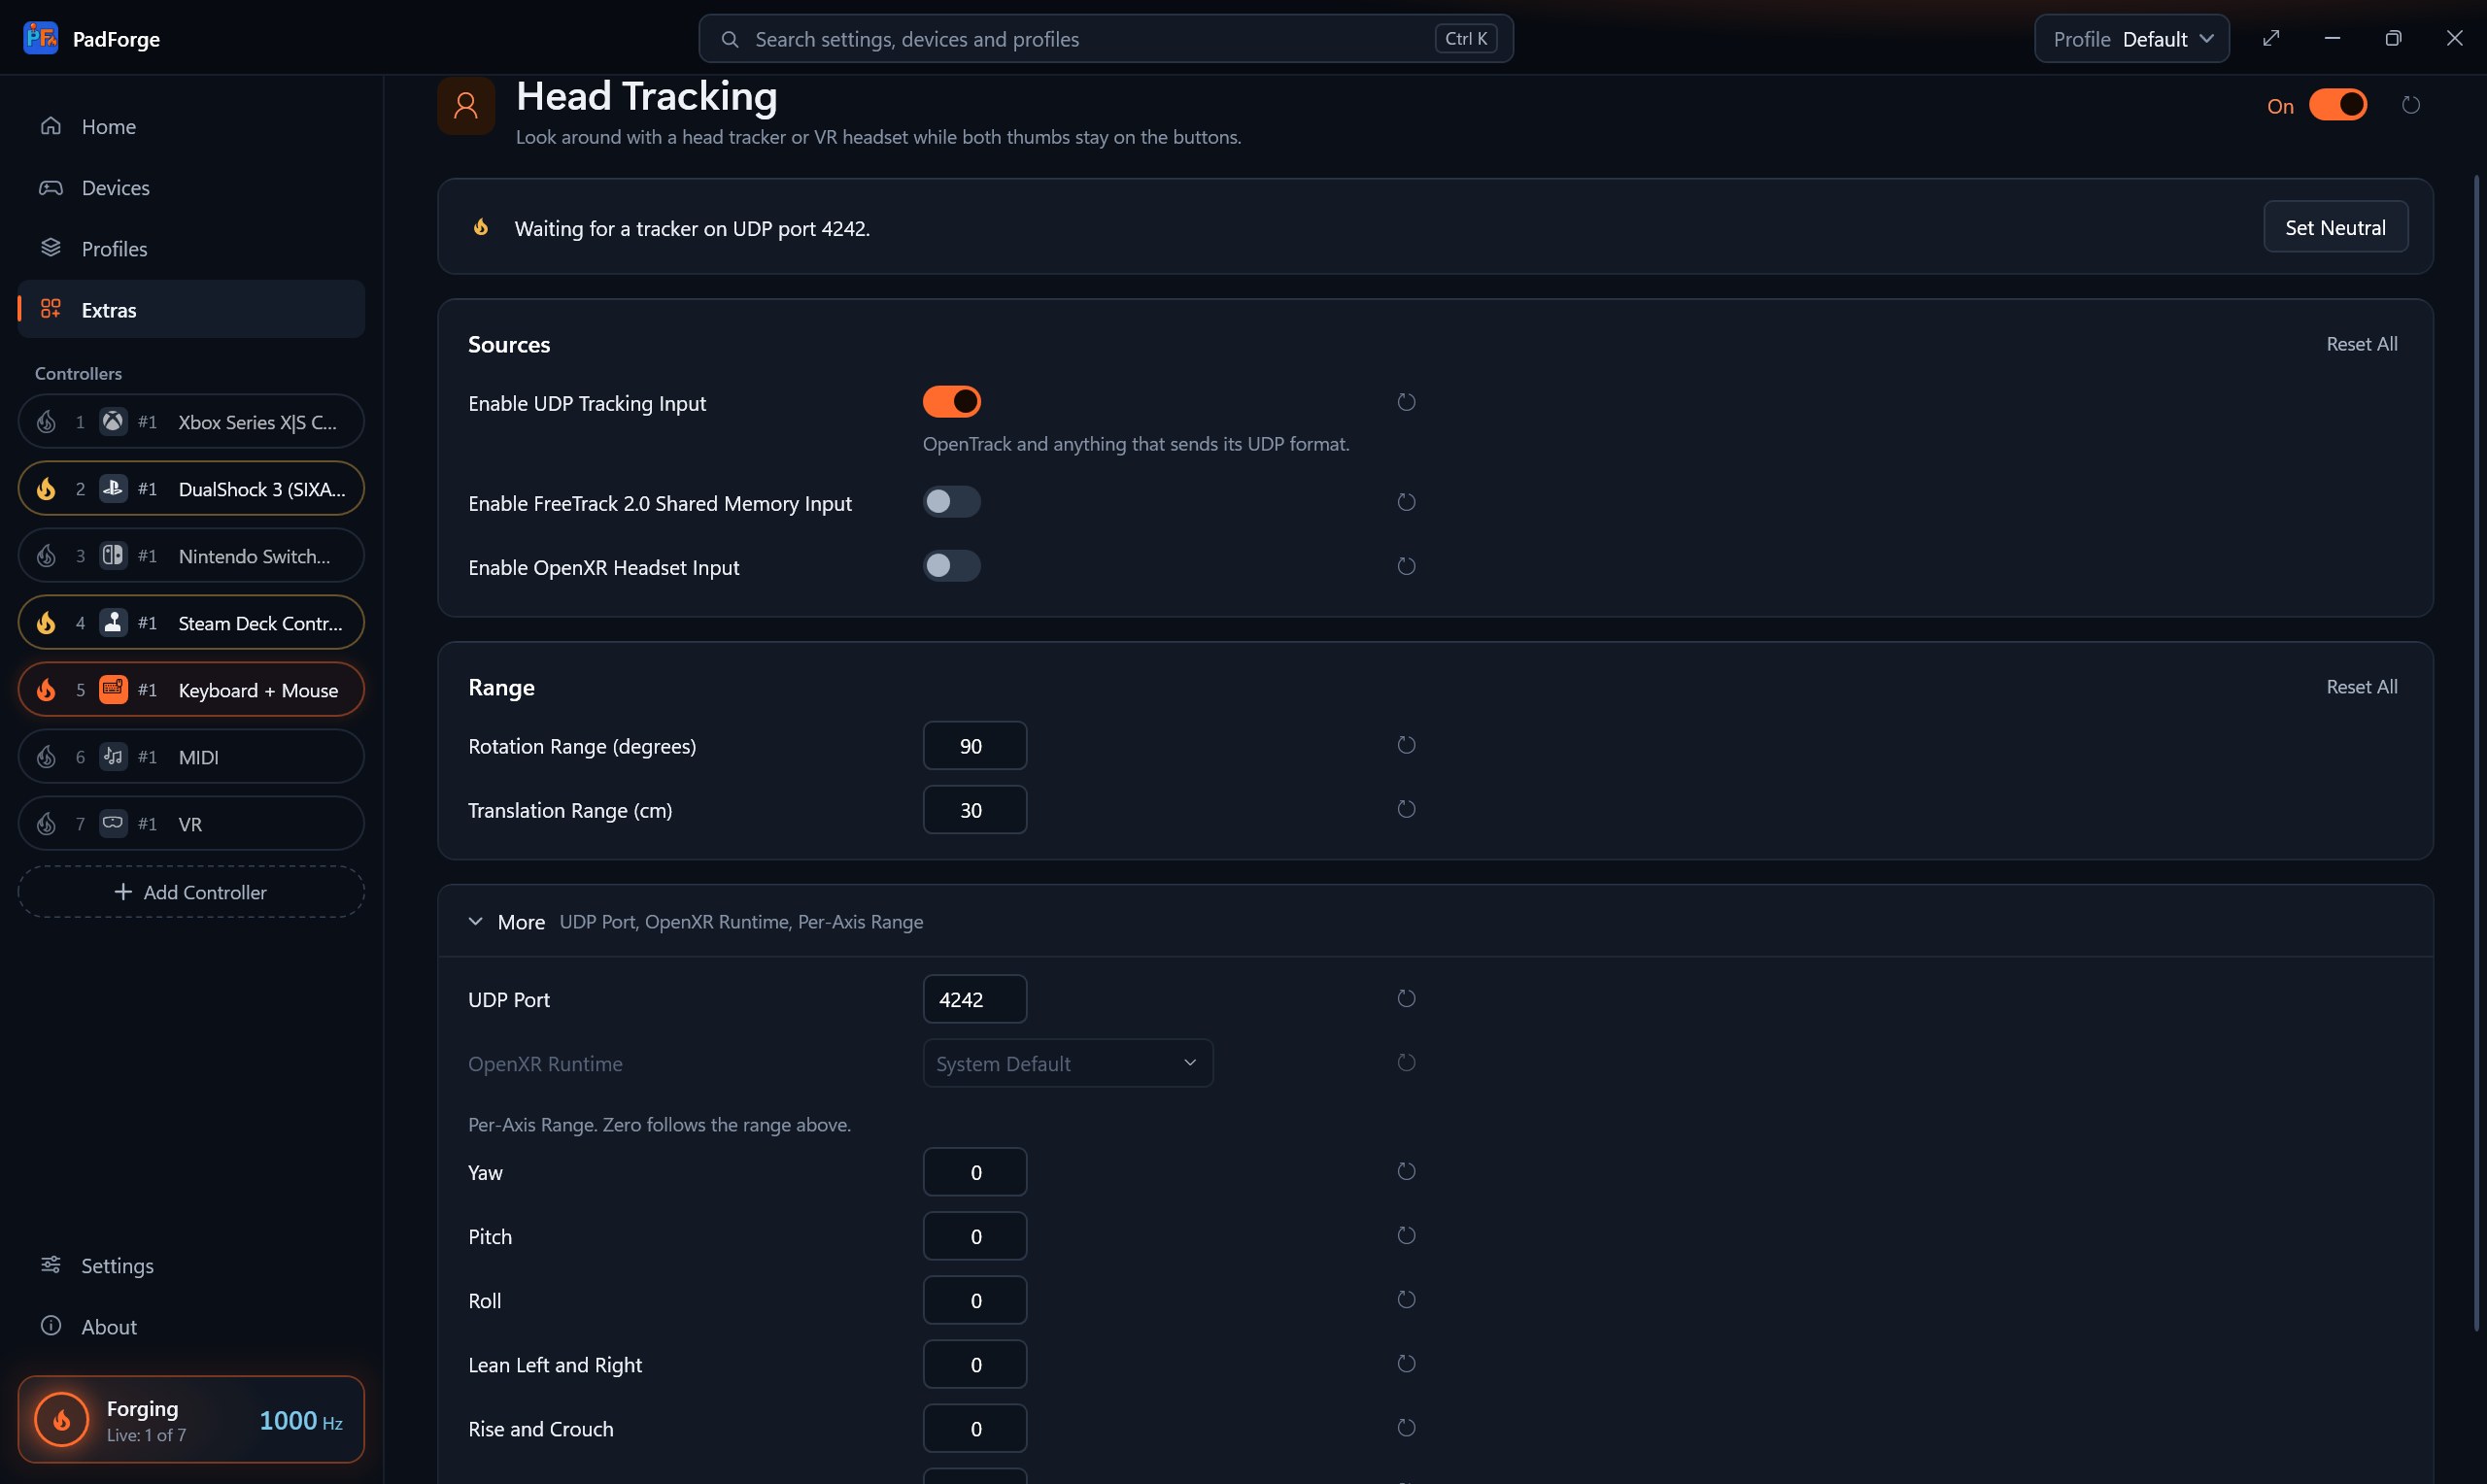 PadForge
Search settings, devices and profiles
Ctrl K
Profile Default
Home
Devices
Profiles
Extras
Controllers
1 #1 Xbox Series X|S C...
2 #1 DualShock 3 (SIXA...
3 #1 Nintendo Switch...
4 #1 Steam Deck Contr...
5 #1 Keyboard + Mouse
6 #1 MIDI
7 #1 VR
Add Controller
Settings
About
Forging
Live: 1 of 7
1000 Hz
Head Tracking
Look around with a head tracker or VR headset while both thumbs stay on the buttons.
On
Waiting for a tracker on UDP port 4242.
Set Neutral
Sources
Reset All
Enable UDP Tracking Input
OpenTrack and anything that sends its UDP format.
Enable FreeTrack 2.0 Shared Memory Input
Enable OpenXR Headset Input
Range
Reset All
Rotation Range (degrees) 90
Translation Range (cm) 30
More UDP Port, OpenXR Runtime, Per-Axis Range
UDP Port 4242
OpenXR Runtime System Default
Per-Axis Range. Zero follows the range above.
Yaw 0
Pitch 0
Roll 0
Lean Left and Right 0
Rise and Crouch 0